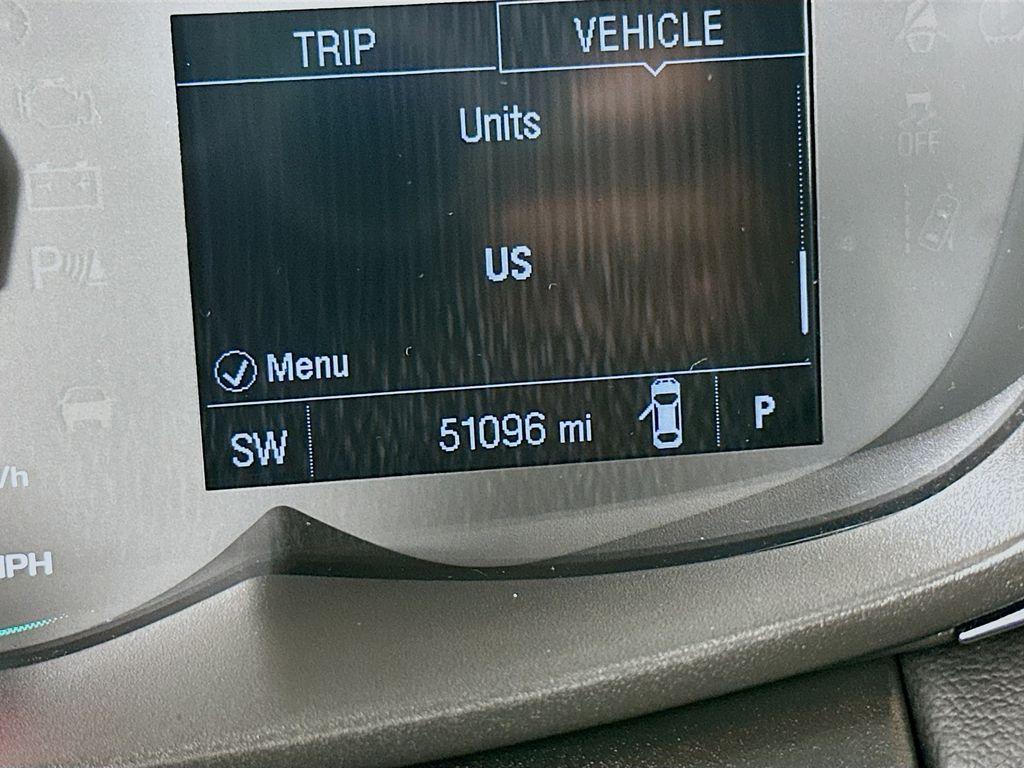 TRIP
VEHICLE
Units
US
Menu
SW
51096 mi
P
OFF
P
/h
MPH